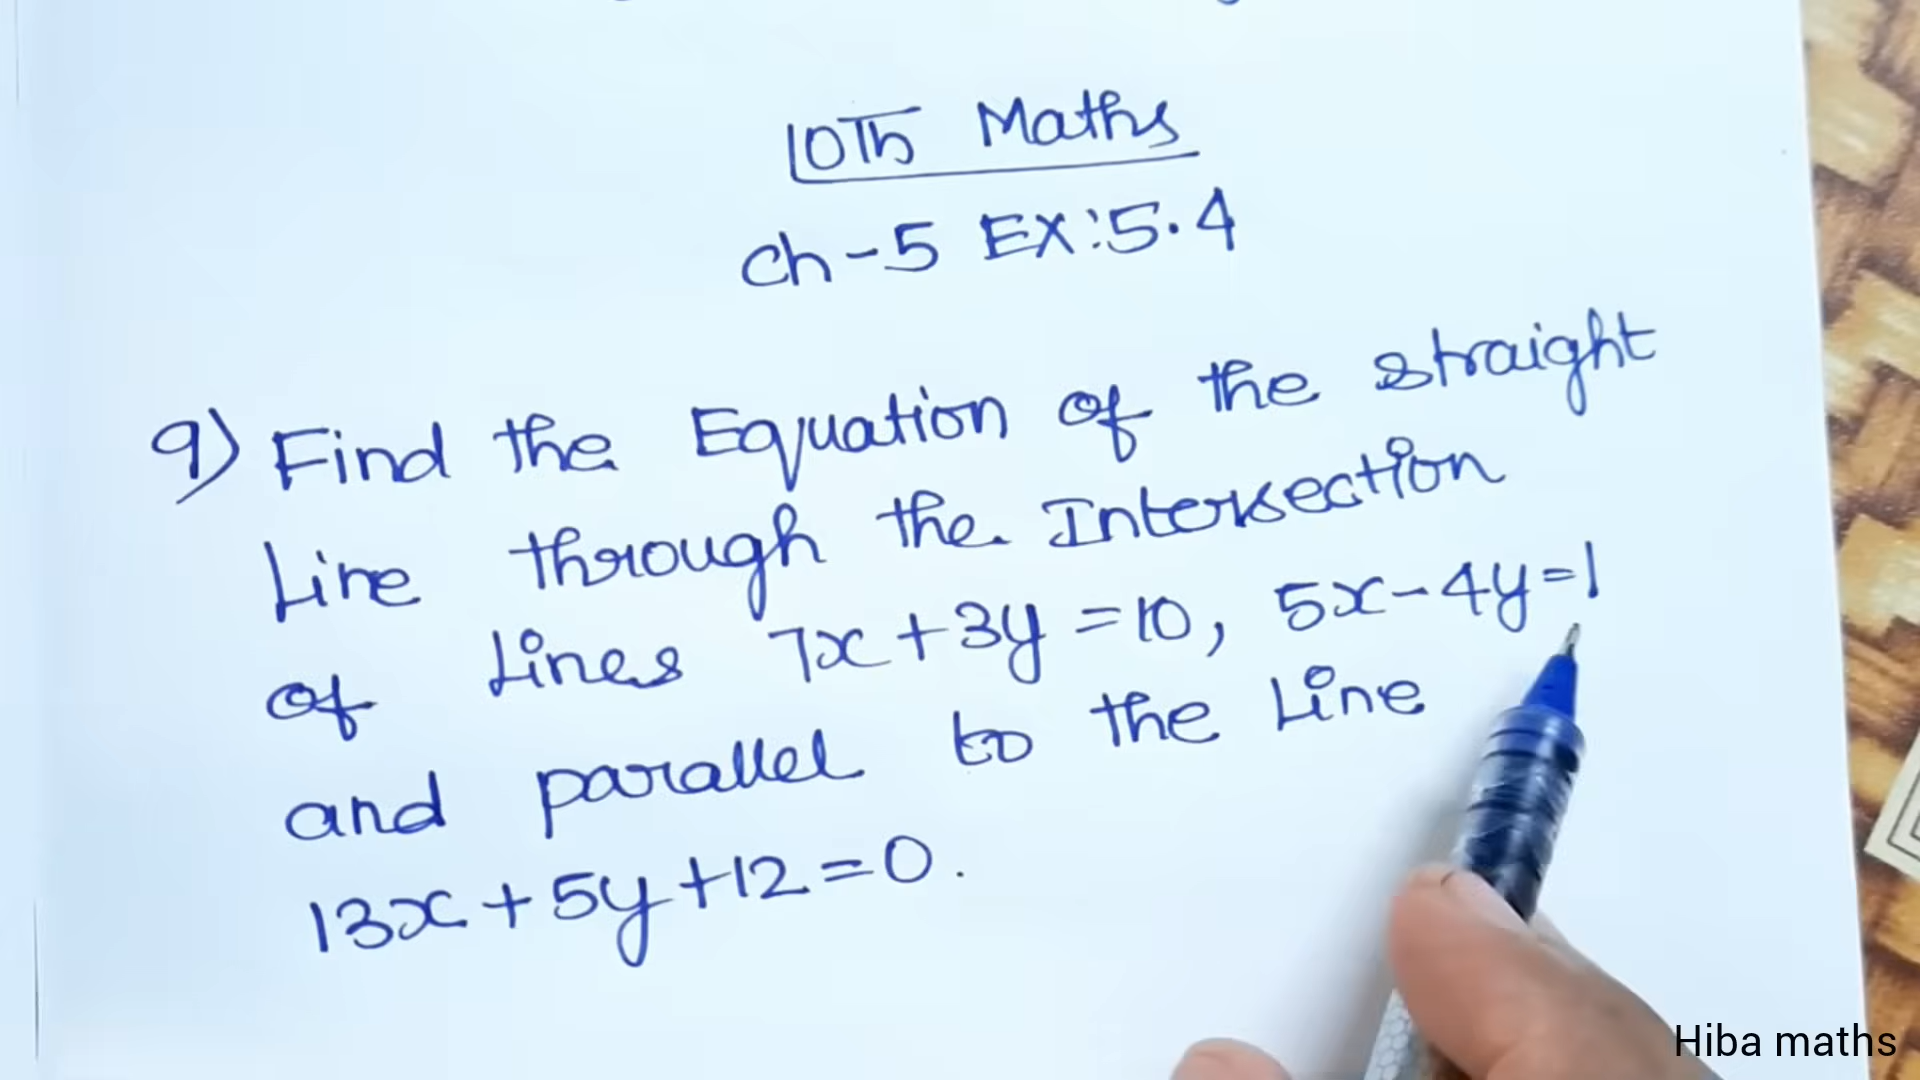 10Th Maths
Ch-5 EX:5.4
9) Find the Equation of the straight
Line through the Intersection
of Lines 7x+3y=10, 5x-4y=1
and parallel to the Line
13x+5y+12=0.
Hiba maths